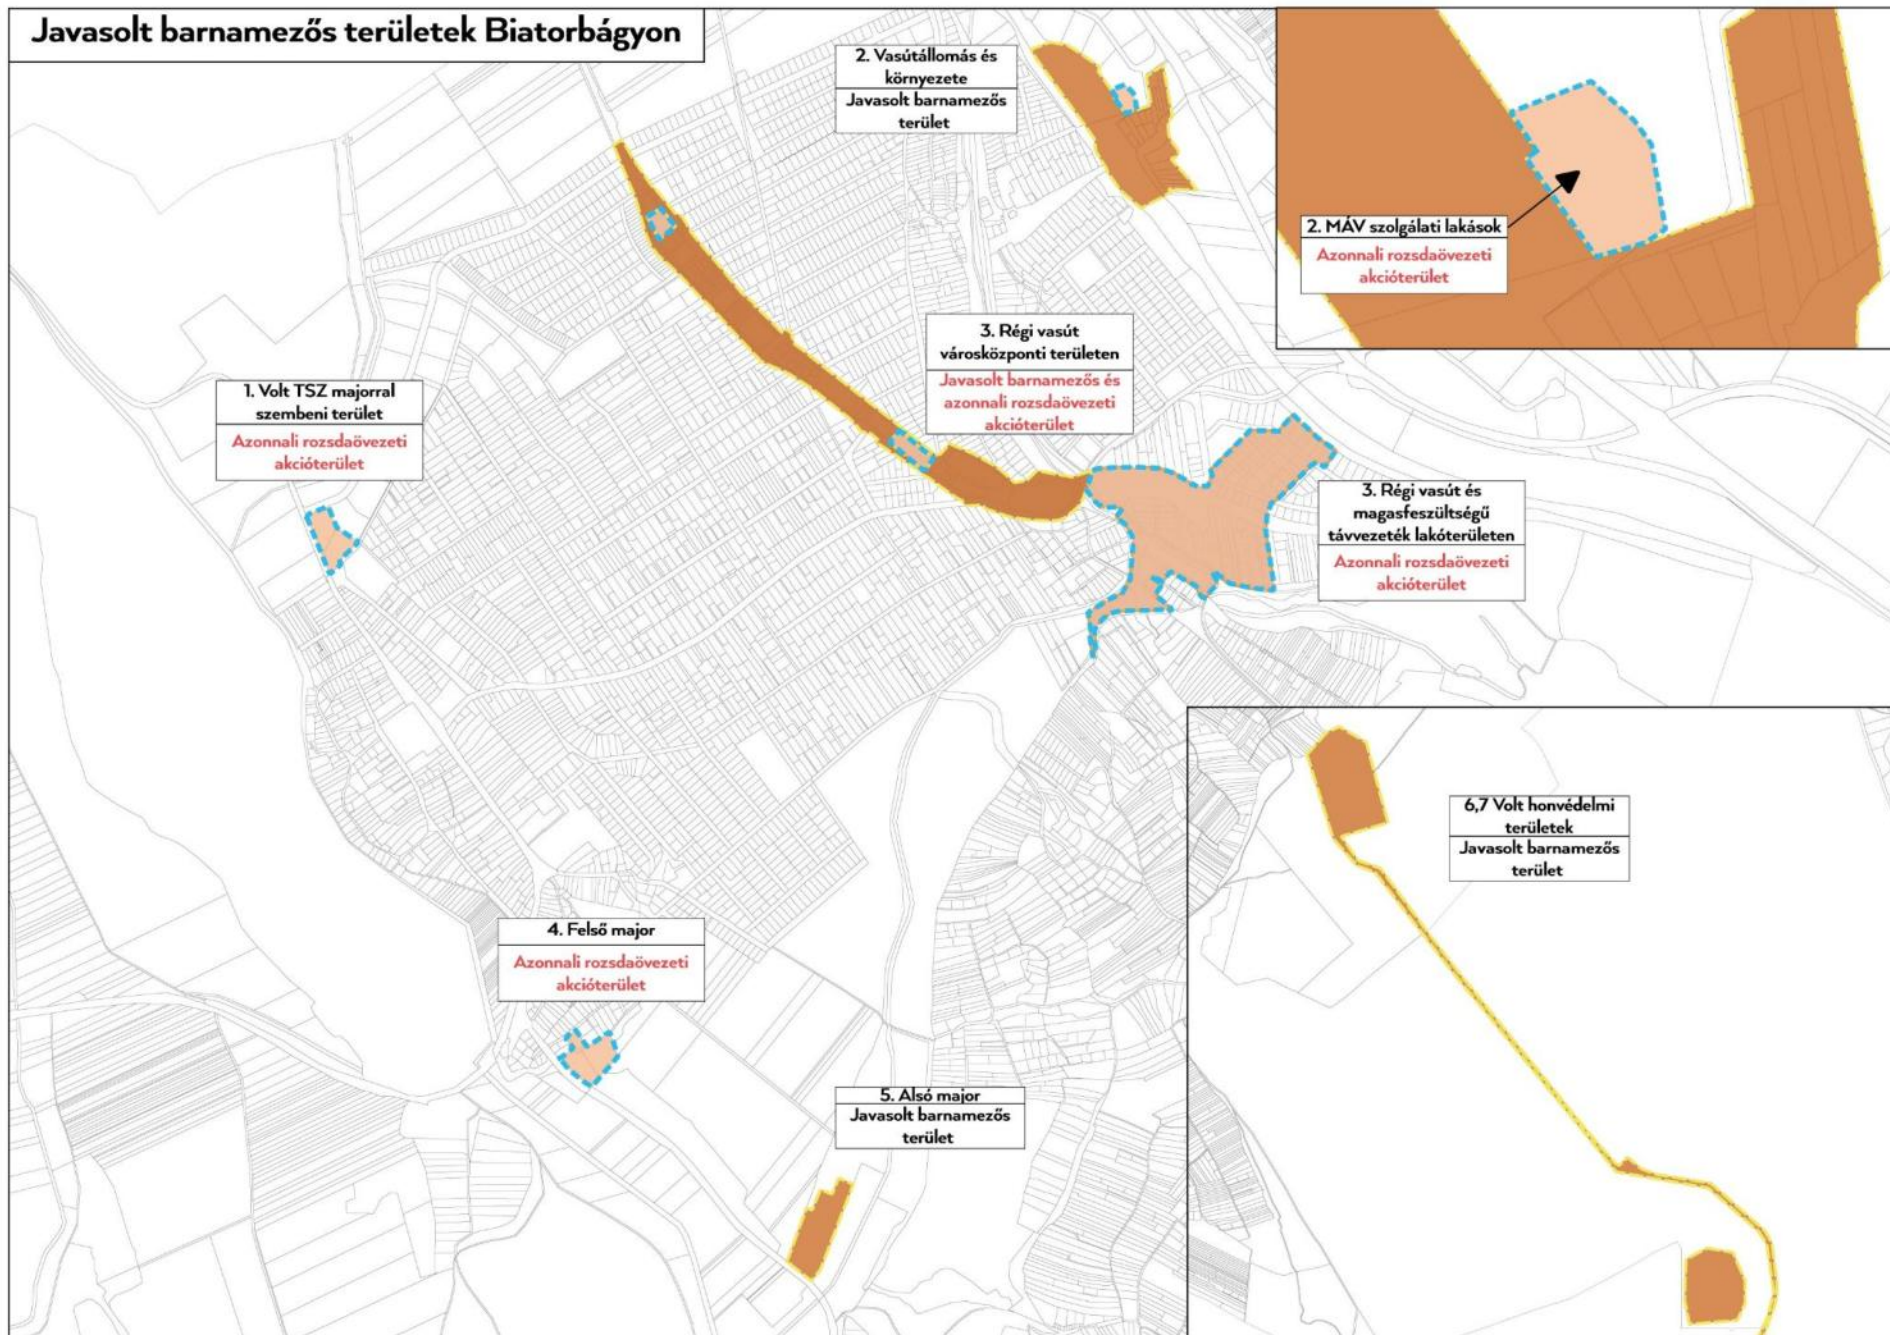 Javasolt barnamezős területek Biatorbágyon
2. Vasútállomás és
környezete
Javasolt barnamezős
terület
2. MÁV szolgálati lakások
Azonnali rozsdaövezeti
akcióterület
3. Régi vasút
városközponti területen
Javasolt barnamezős és
azonnali rozsdaövezeti
akcióterület
1. Volt TSZ majorral
szembeni terület
Azonnali rozsdaövezeti
akcióterület
3. Régi vasút és
magasfeszültségű
távvezeték lakóterületen
Azonnali rozsdaövezeti
akcióterület
6,7 Volt honvédelmi
területek
Javasolt barnamezős
terület
4. Felső major
Azonnali rozsdaövezeti
akcióterület
5. Alsó major
Javasolt barnamezős
terület